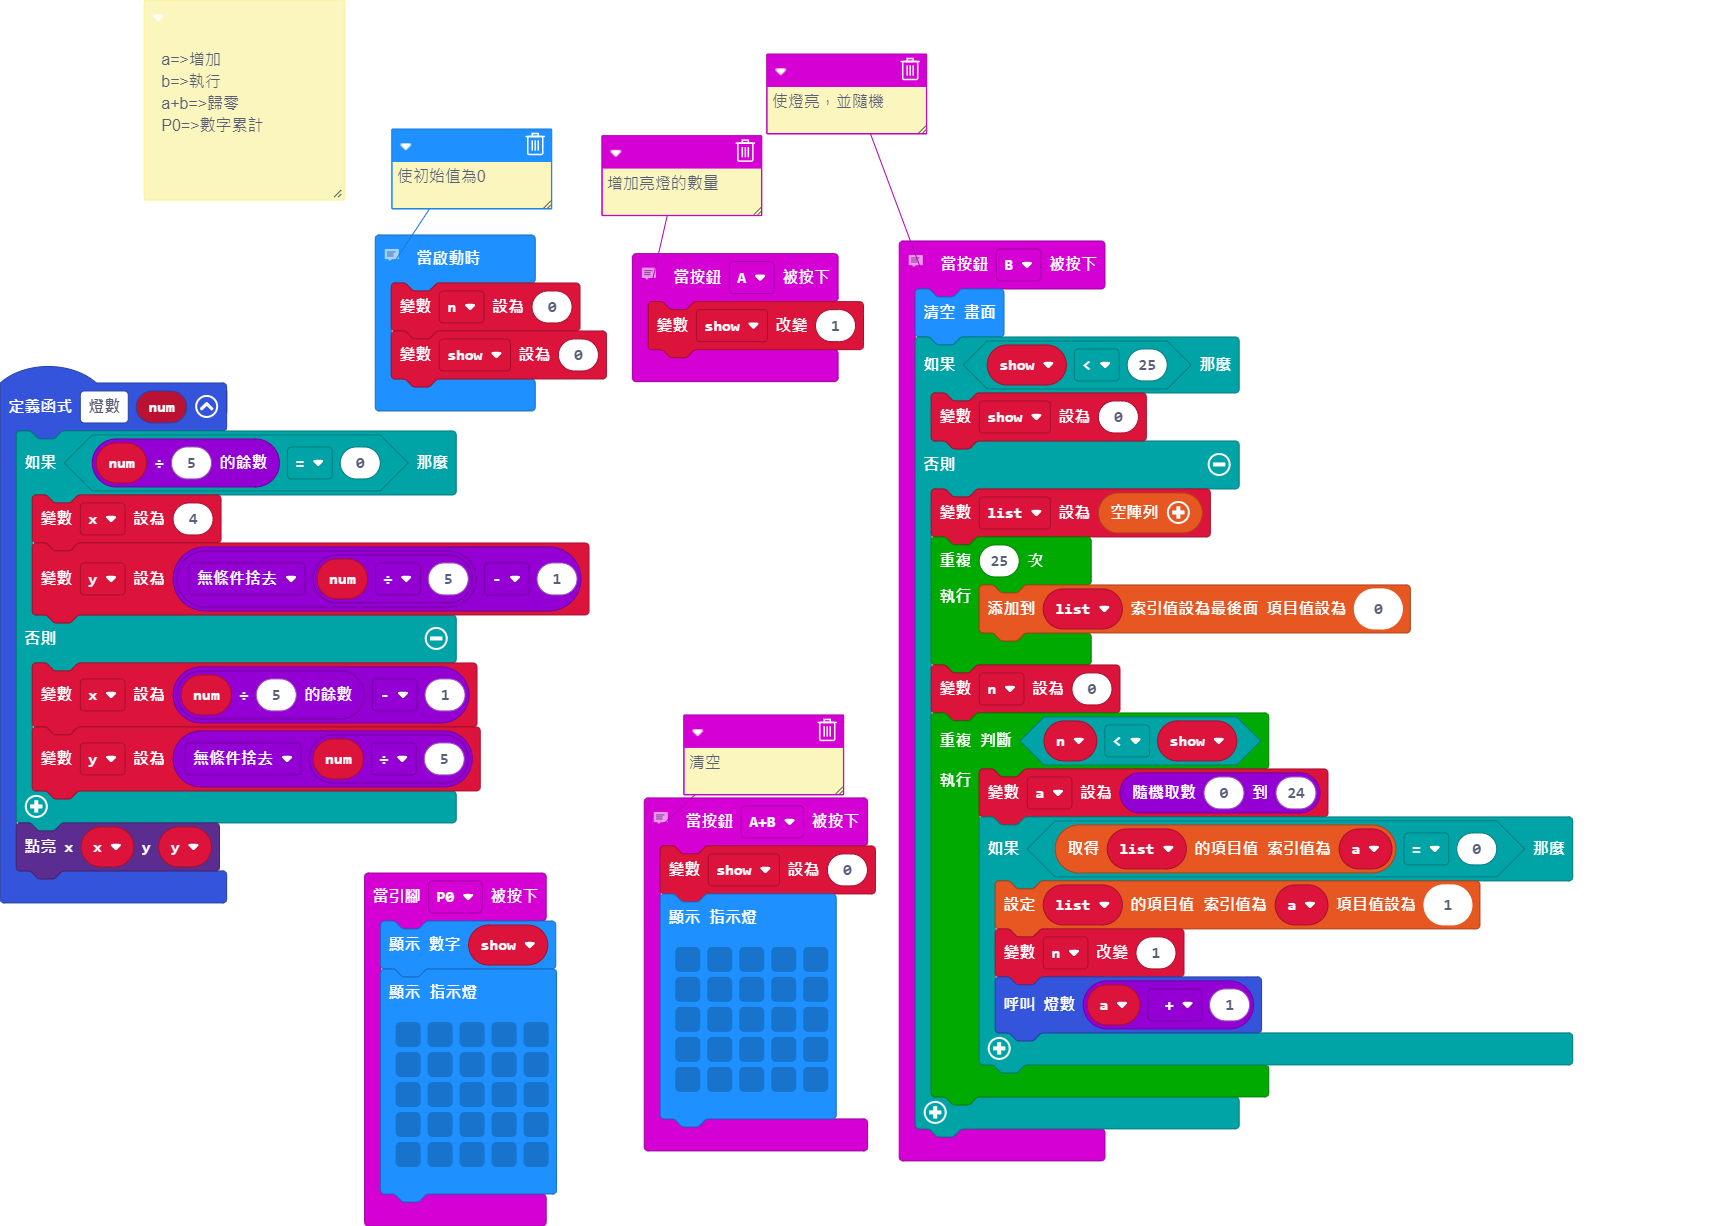 a=>增加
b=>執行
a+b=>歸零
P0=>數字累計
使初始值為0
當啟動時
變數 n 設為 0
變數 show 設為 0
增加亮燈的數量
當按鈕 A 被按下
變數 show 改變 1
使燈亮，並隨機
當按鈕 B 被按下
清空 畫面
如果 show < 25 那麼
變數 show 設為 0
否則
變數 list 設為 空陣列
重複 25 次
執行 添加到 list 索引值設為最後面 項目值設為 0
變數 n 設為 0
重複 判斷 n < show
執行 變數 a 設為 隨機取數 0 到 24
如果 取得 list 的項目值 索引值為 a = 0 那麼
設定 list 的項目值 索引值為 a 項目值設為 1
變數 n 改變 1
呼叫 燈數 a + 1
定義函式 燈數 num
如果 num ÷ 5 的餘數 = 0 那麼
變數 x 設為 4
變數 y 設為 無條件捨去 num ÷ 5 - 1
否則
變數 x 設為 num ÷ 5 的餘數 - 1
變數 y 設為 無條件捨去 num ÷ 5
點亮 x x y y
當引腳 P0 被按下
顯示 數字 show
顯示 指示燈
清空
當按鈕 A+B 被按下
變數 show 設為 0
顯示 指示燈